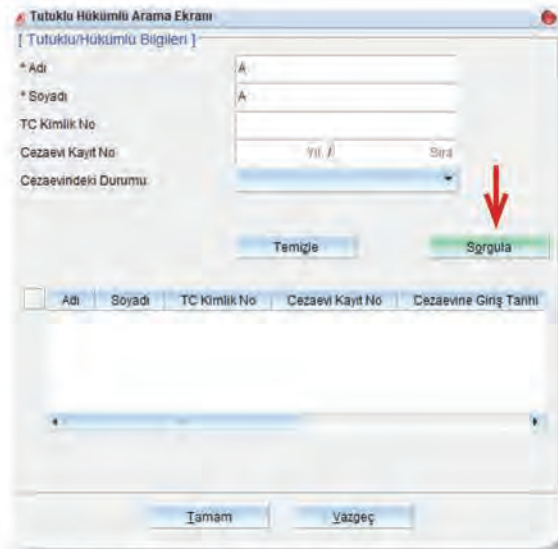 Tutuklu Hükümlü Arama Ekranı
[ Tutuklu/Hükümlü Bilgileri ]
* Adı A
* Soyadı A
TC Kimlik No
Cezaevi Kayıt No Yıl / Sıra
Cezaevindeki Durumu
Temizle Sorgula
Adı Soyadı TC Kimlik No Cezaevi Kayıt No Cezaevine Giriş Tarihi
Tamam Vazgeç